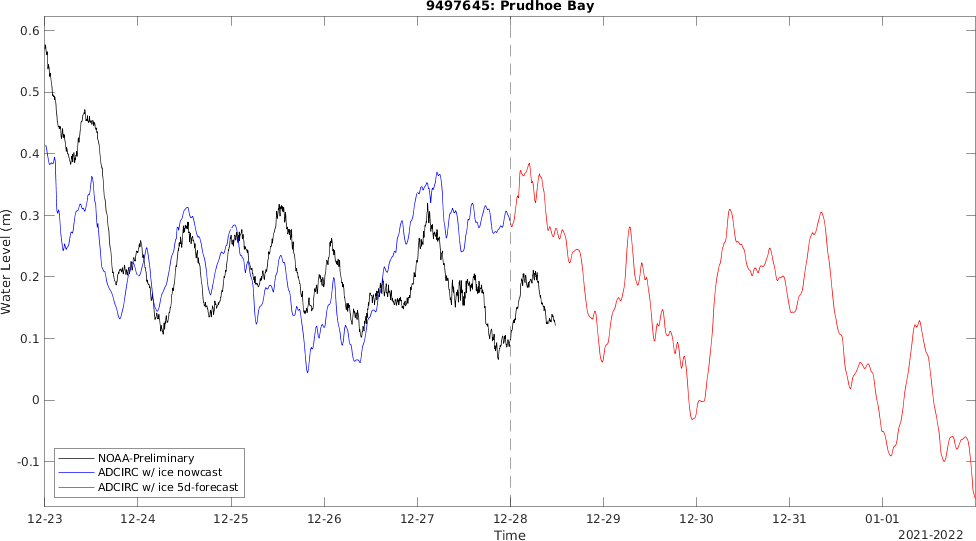 9497645: Prudhoe Bay
0.6
0.5
0.4
0.3
0.2
0.1
0
-0.1
Water Level (m)
NOAA-Preliminary
ADCIRC w/ ice nowcast
ADCIRC w/ ice 5d-forecast
12-23 12-24 12-25 12-26 12-27 12-28 12-29 12-30 12-31 01-01
Time
2021-2022